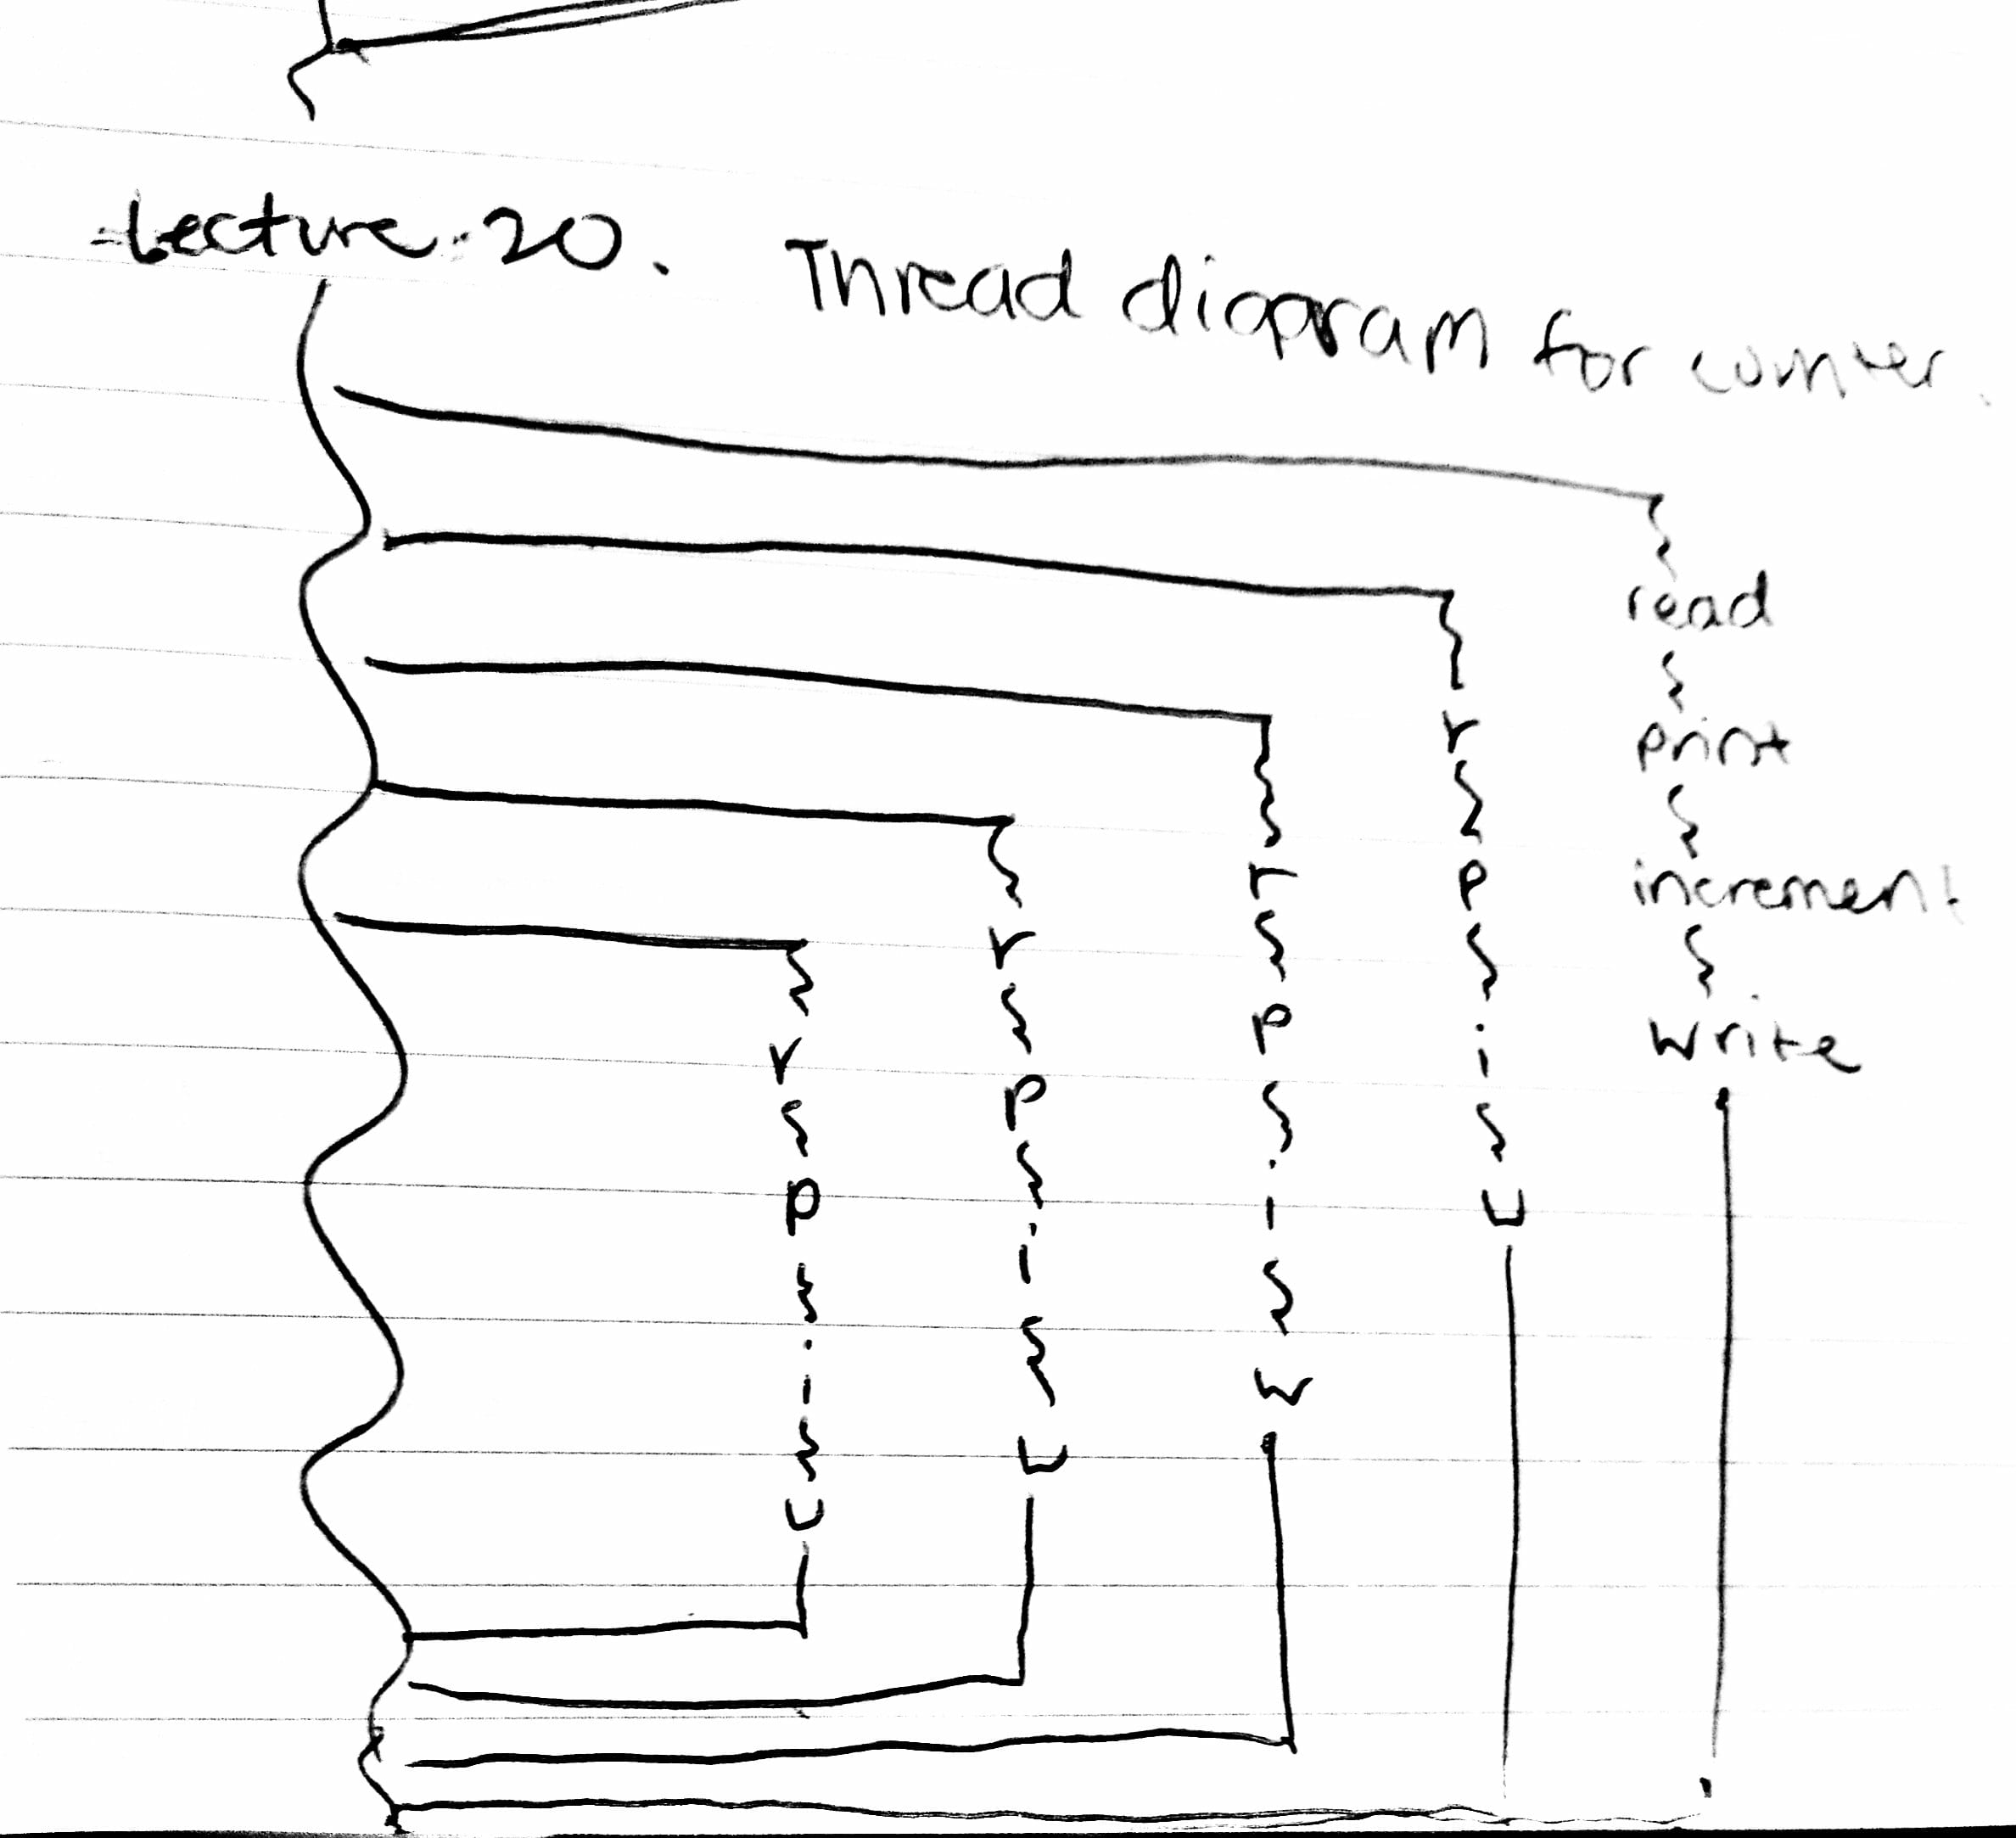 Lecture 20.
Thread diagram for counter.
read
print
increment
write
r
p
i
u
r
p
i
w
r
p
i
u
r
p
i
u